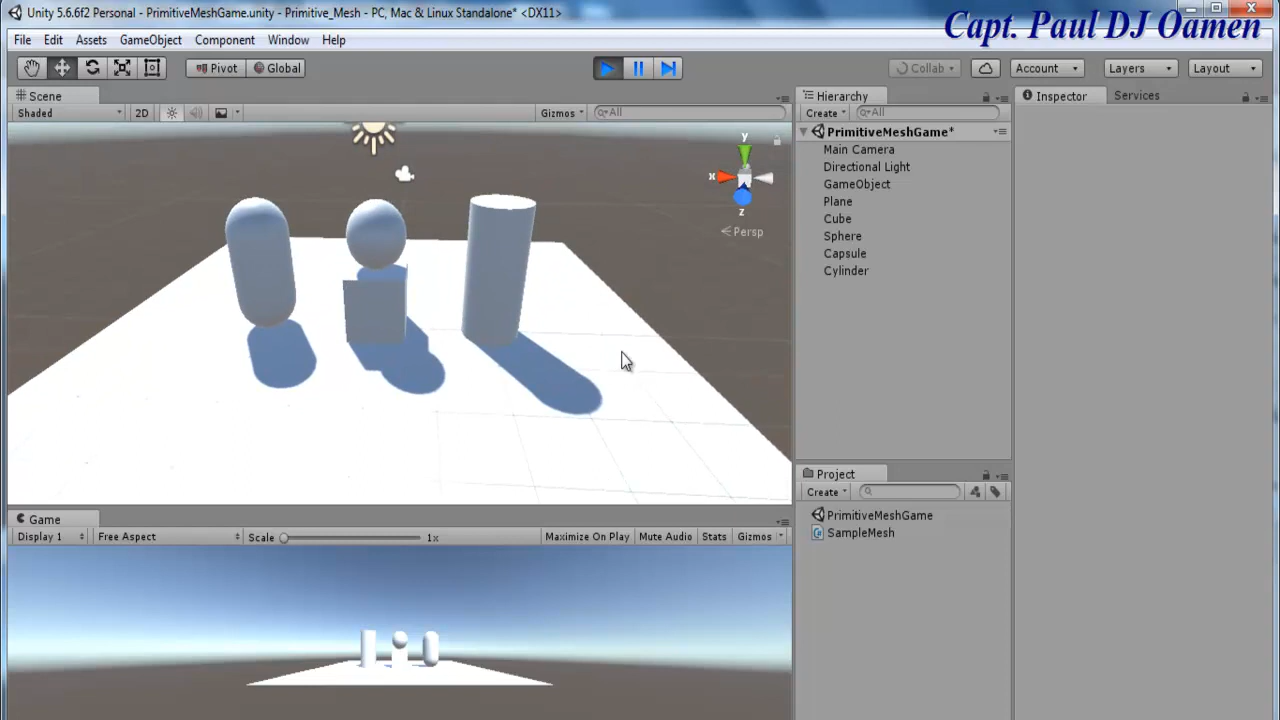 Unity 5.6.6f2 Personal - PrimitiveMeshGame.unity - Primitive_Mesh - PC, Mac & Linux Standalone* <DX11>
Capt. Paul DJ Oamen
File Edit Assets GameObject Component Window Help
Pivot Global Collab Account Layers Layout
Scene
Shaded 2D Gizmos All
y
x
z
Persp
Hierarchy
Create All
PrimitiveMeshGame*
Main Camera
Directional Light
GameObject
Plane
Cube
Sphere
Capsule
Cylinder
Inspector Services
Project
Create
PrimitiveMeshGame
SampleMesh
Game
Display 1 Free Aspect Scale 1x Maximize On Play Mute Audio Stats Gizmos